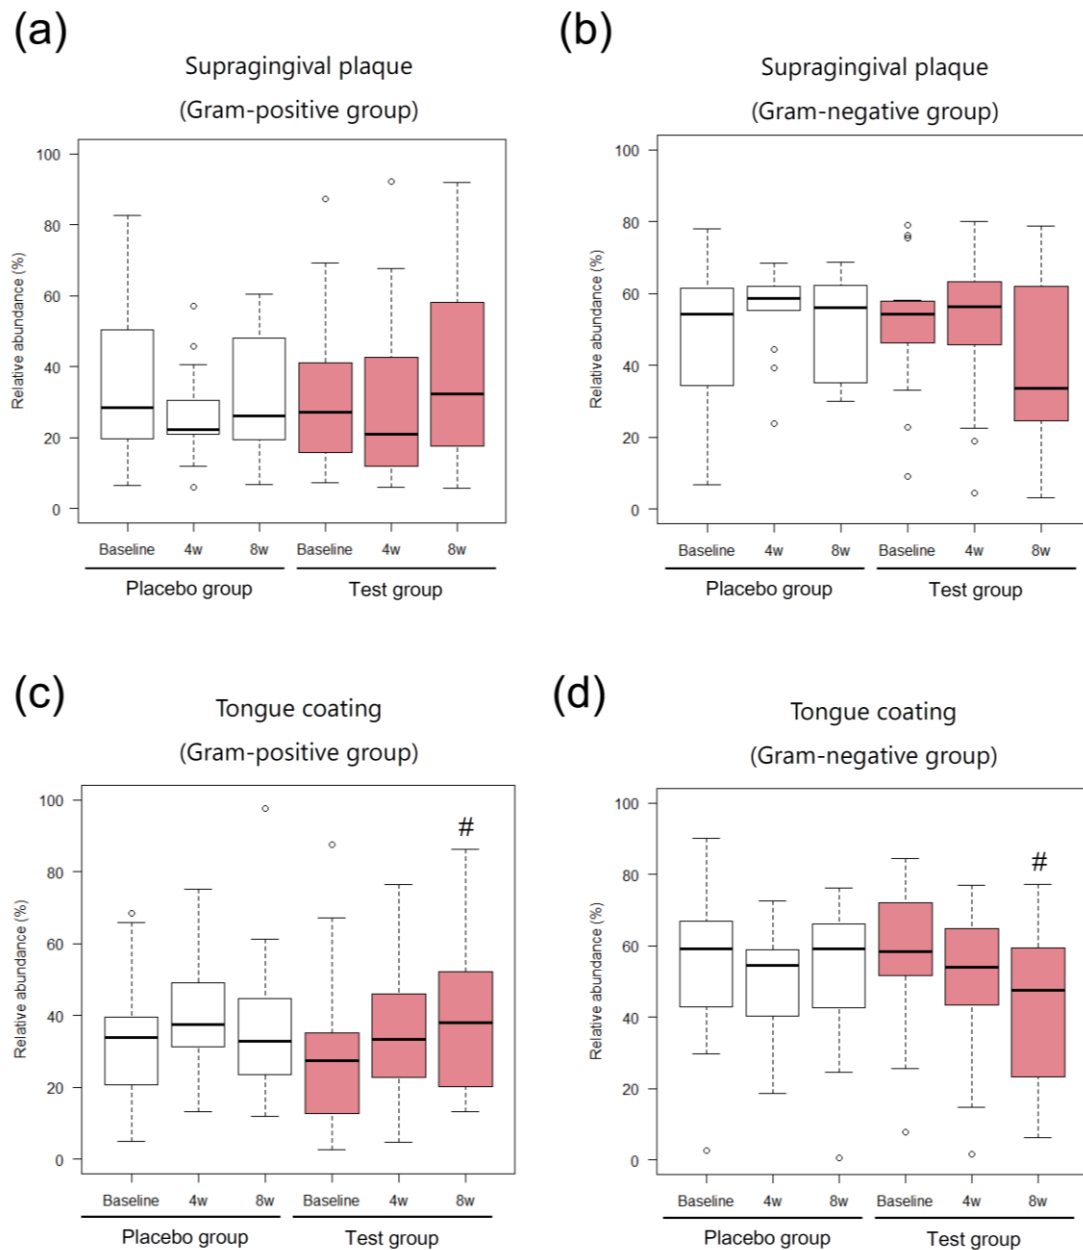 (a)
Supragingival plaque
(Gram-positive group)
Relative abundance (%)
100
80
60
40
20
0
Baseline 4w 8w Baseline 4w 8w
Placebo group Test group
(b)
Supragingival plaque
(Gram-negative group)
Relative abundance (%)
100
80
60
40
20
0
Baseline 4w 8w Baseline 4w 8w
Placebo group Test group
(c)
Tongue coating
(Gram-positive group)
Relative abundance (%)
100
80
60
40
20
0
#
Baseline 4w 8w Baseline 4w 8w
Placebo group Test group
(d)
Tongue coating
(Gram-negative group)
Relative abundance (%)
100
80
60
40
20
0
#
Baseline 4w 8w Baseline 4w 8w
Placebo group Test group